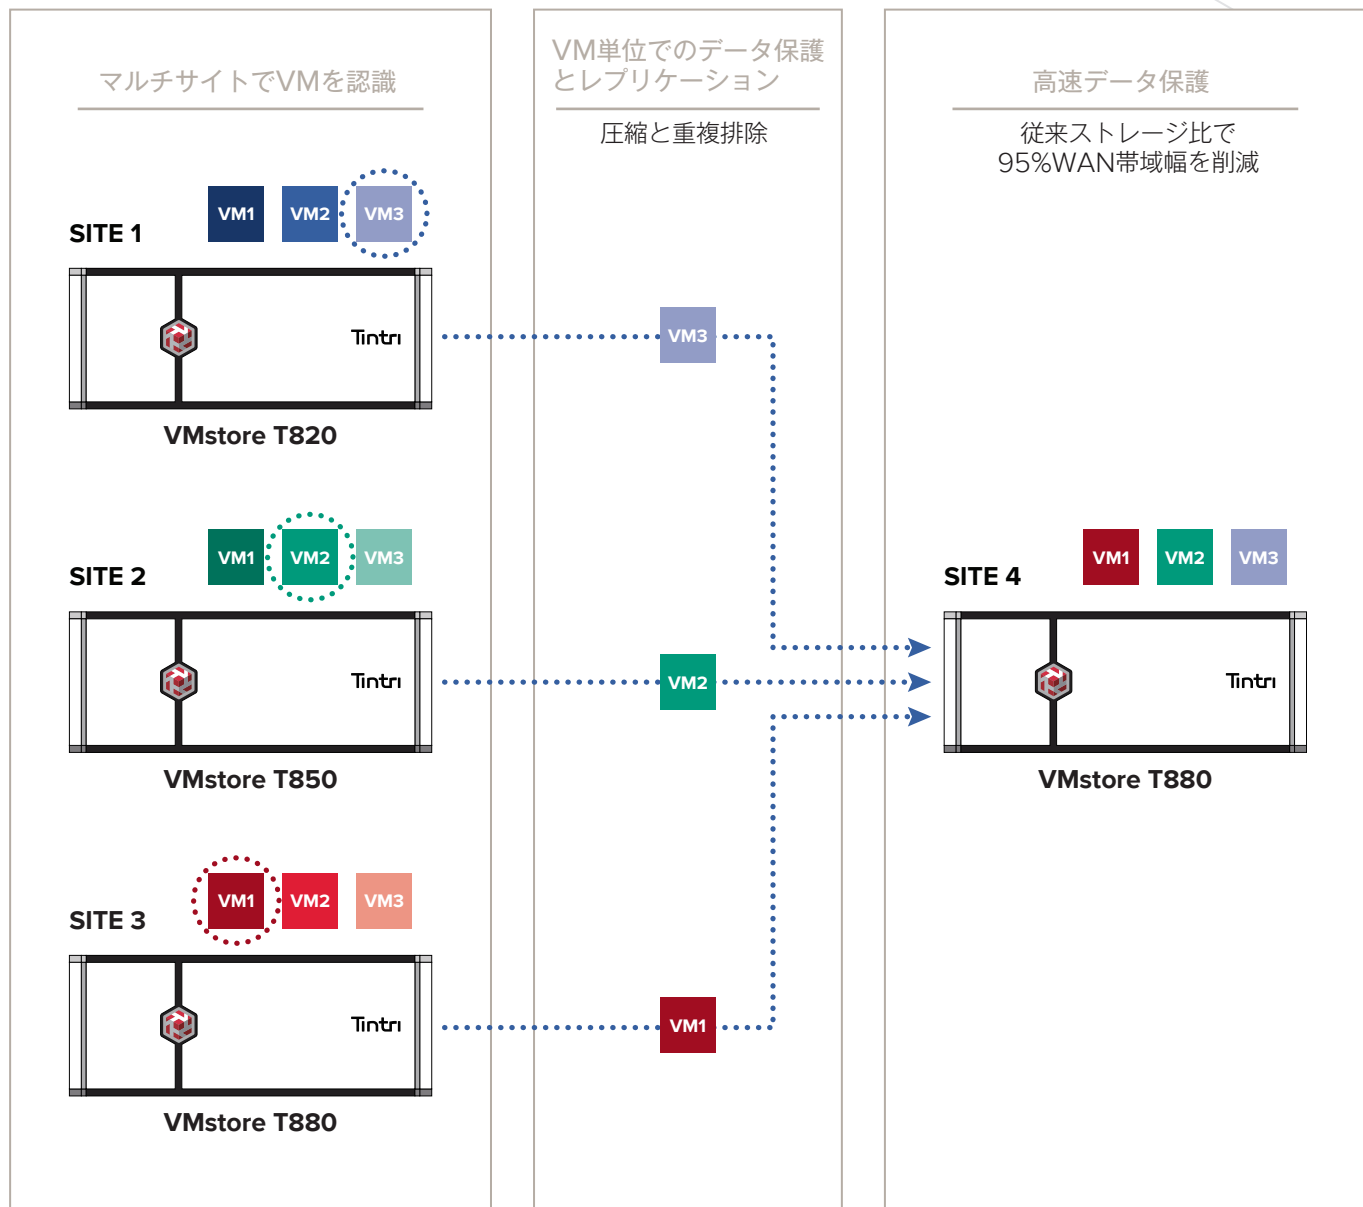 マルチサイトでVMを認識
VM1
VM2
VM3
SITE 1
Tintri
VMstore T820
VM1
VM2
VM3
SITE 2
Tintri
VMstore T850
VM1
VM2
VM3
SITE 3
Tintri
VMstore T880
VM単位でのデータ保護
とレプリケーション
圧縮と重複排除
VM3
VM2
VM1
高速データ保護
従来ストレージ比で
95%WAN帯域幅を削減
VM1
VM2
VM3
SITE 4
Tintri
VMstore T880